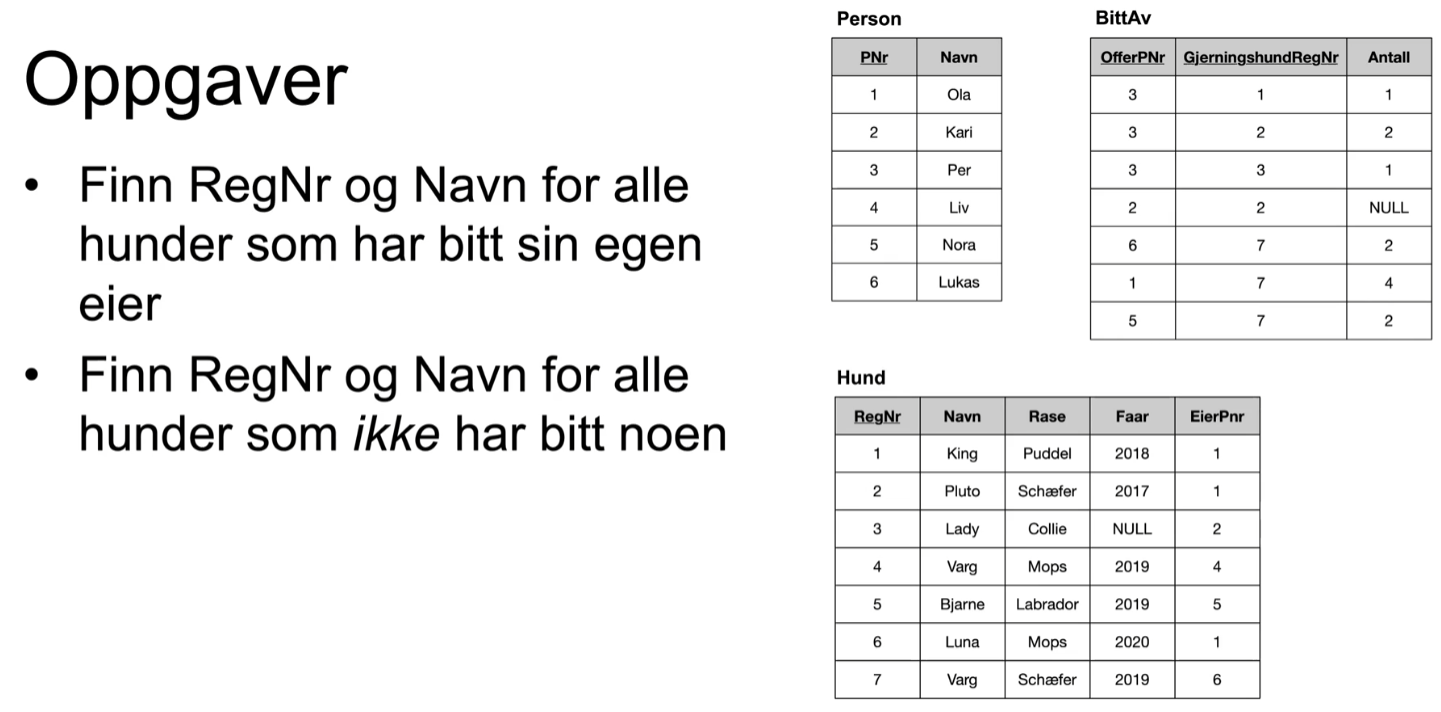 Oppgaver
• Finn RegNr og Navn for alle
hunder som har bitt sin egen
eier
• Finn RegNr og Navn for alle
hunder som ikke har bitt noen
Person
PNr Navn
1 Ola
2 Kari
3 Per
4 Liv
5 Nora
6 Lukas
BittAv
OfferPNr GjerningshundRegNr Antall
3 1 1
3 2 2
3 3 1
2 2 NULL
6 7 2
1 7 4
5 7 2
Hund
RegNr Navn Rase Faar EierPnr
1 King Puddel 2018 1
2 Pluto Schæfer 2017 1
3 Lady Collie NULL 2
4 Varg Mops 2019 4
5 Bjarne Labrador 2019 5
6 Luna Mops 2020 1
7 Varg Schæfer 2019 6